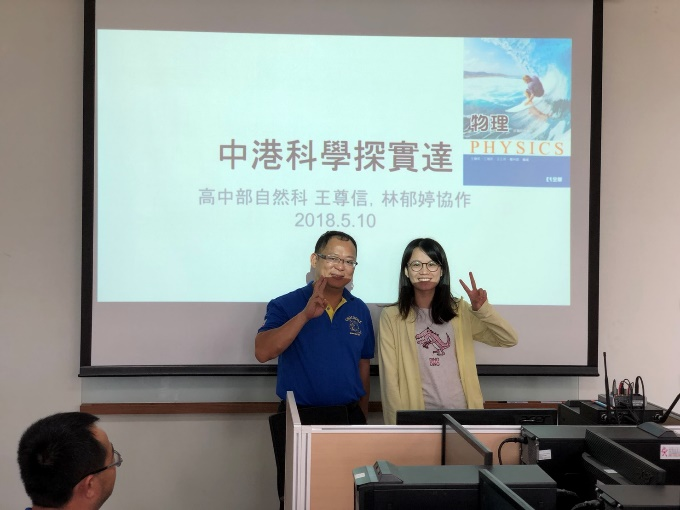 中港科學探實達
高中部自然科 王尊信, 林郁婷協作
2018.5.10
物理
PHYSICS